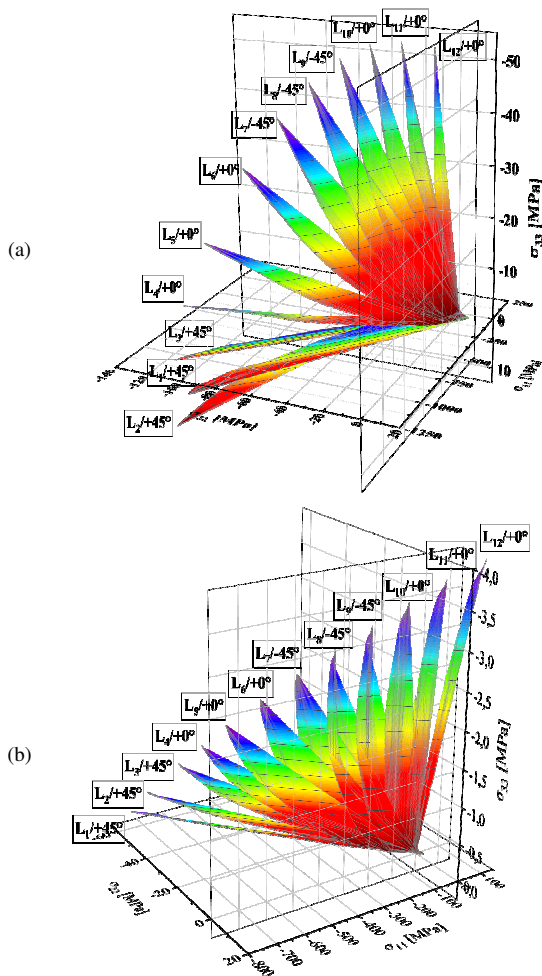 (a)
L₁₀/+0°
L₁₁/+0°
L₁₂/+0°
L₉/-45°
L₈/-45°
L₇/-45°
L₆/+0°
L₅/+0°
L₄/+0°
L₃/+45°
L₁/+45°
L₂/+45°
-50
-40
-30
-20
-10
0
10
σ₃₃ [MPa]
(b)
L₁₂/+0°
L₁₁/+0°
L₁₀/+0°
L₉/-45°
L₈/-45°
L₇/-45°
L₆/+0°
L₅/+0°
L₄/+0°
L₃/+45°
L₂/+45°
L₁/+45°
-4,0
-3,5
-3,0
-2,5
-2,0
-1,5
-1,0
-0,5
0,0
σ₃₃ [MPa]
-40
-20
0
20
σ₂₂ [MPa]
-800
-700
-600
-500
-400
-300
-200
-100
100
σ₁₁ [MPa]